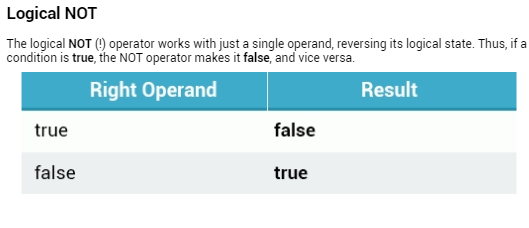 Logical NOT
The logical NOT (!) operator works with just a single operand, reversing its logical state. Thus, if a
condition is true, the NOT operator makes it false, and vice versa.
Right Operand Result
true false
false true